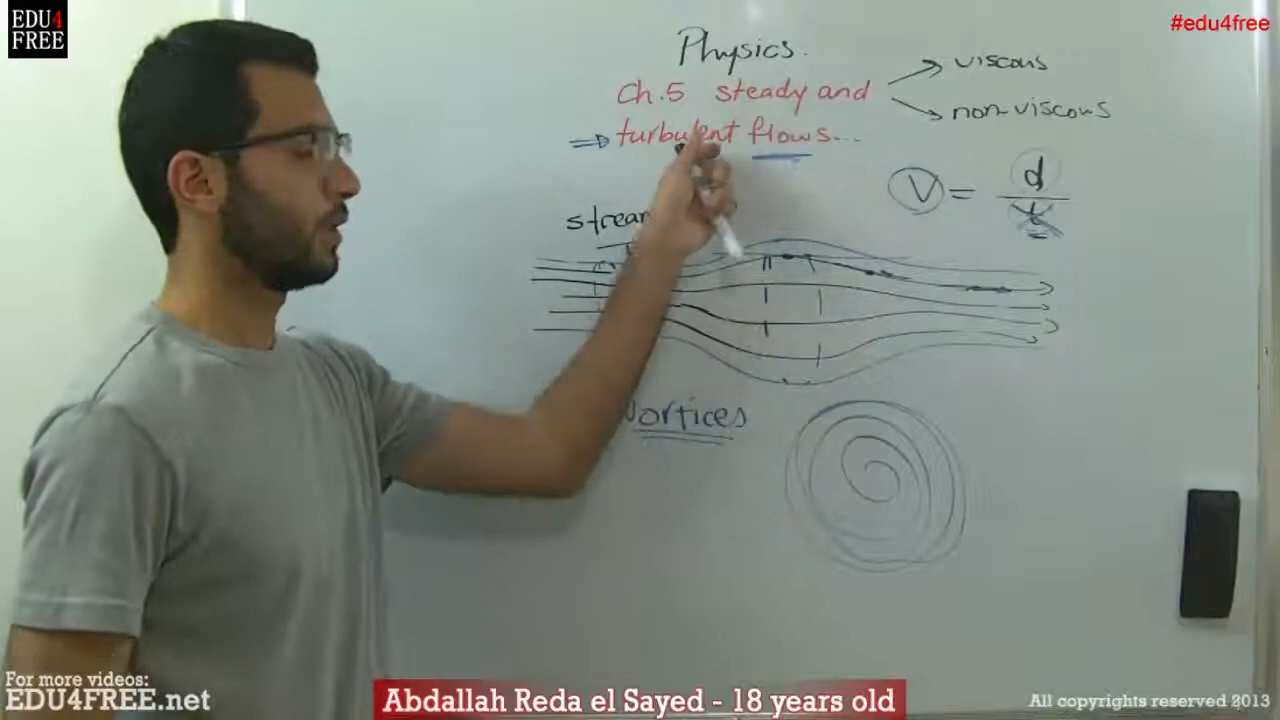 EDU4
FREE
#edu4free
Physics.
Ch.5 steady and
turbulent flows...
viscous
non-viscous
V = d
t
Vortices
For more videos:
EDU4FREE.net
Abdallah Reda el Sayed - 18 years old
All copyrights reserved 2013